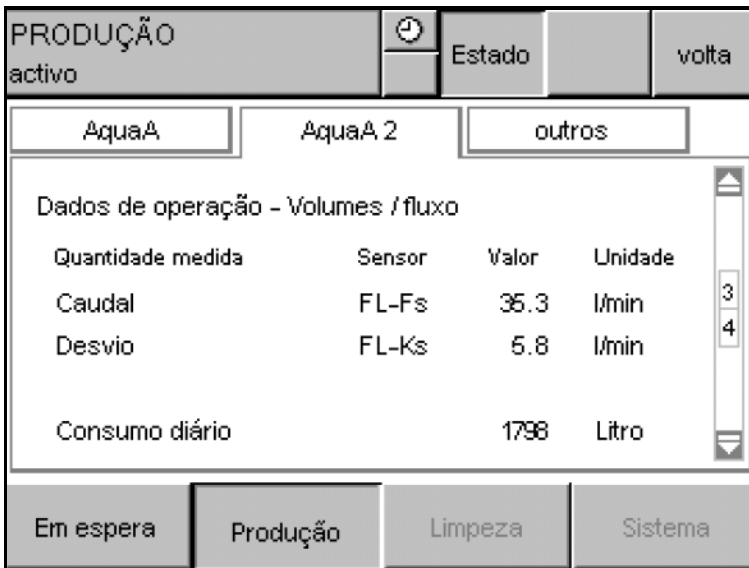 PRODUÇÃO
activo
Estado
volta
AquaA
AquaA 2
outros
Dados de operação - Volumes / fluxo
Quantidade medida Sensor Valor Unidade
Caudal FL-Fs 35.3 l/min
Desvio FL-Ks 5.8 l/min
3
4
Consumo diário 1798 Litro
Em espera
Produção
Limpeza
Sistema